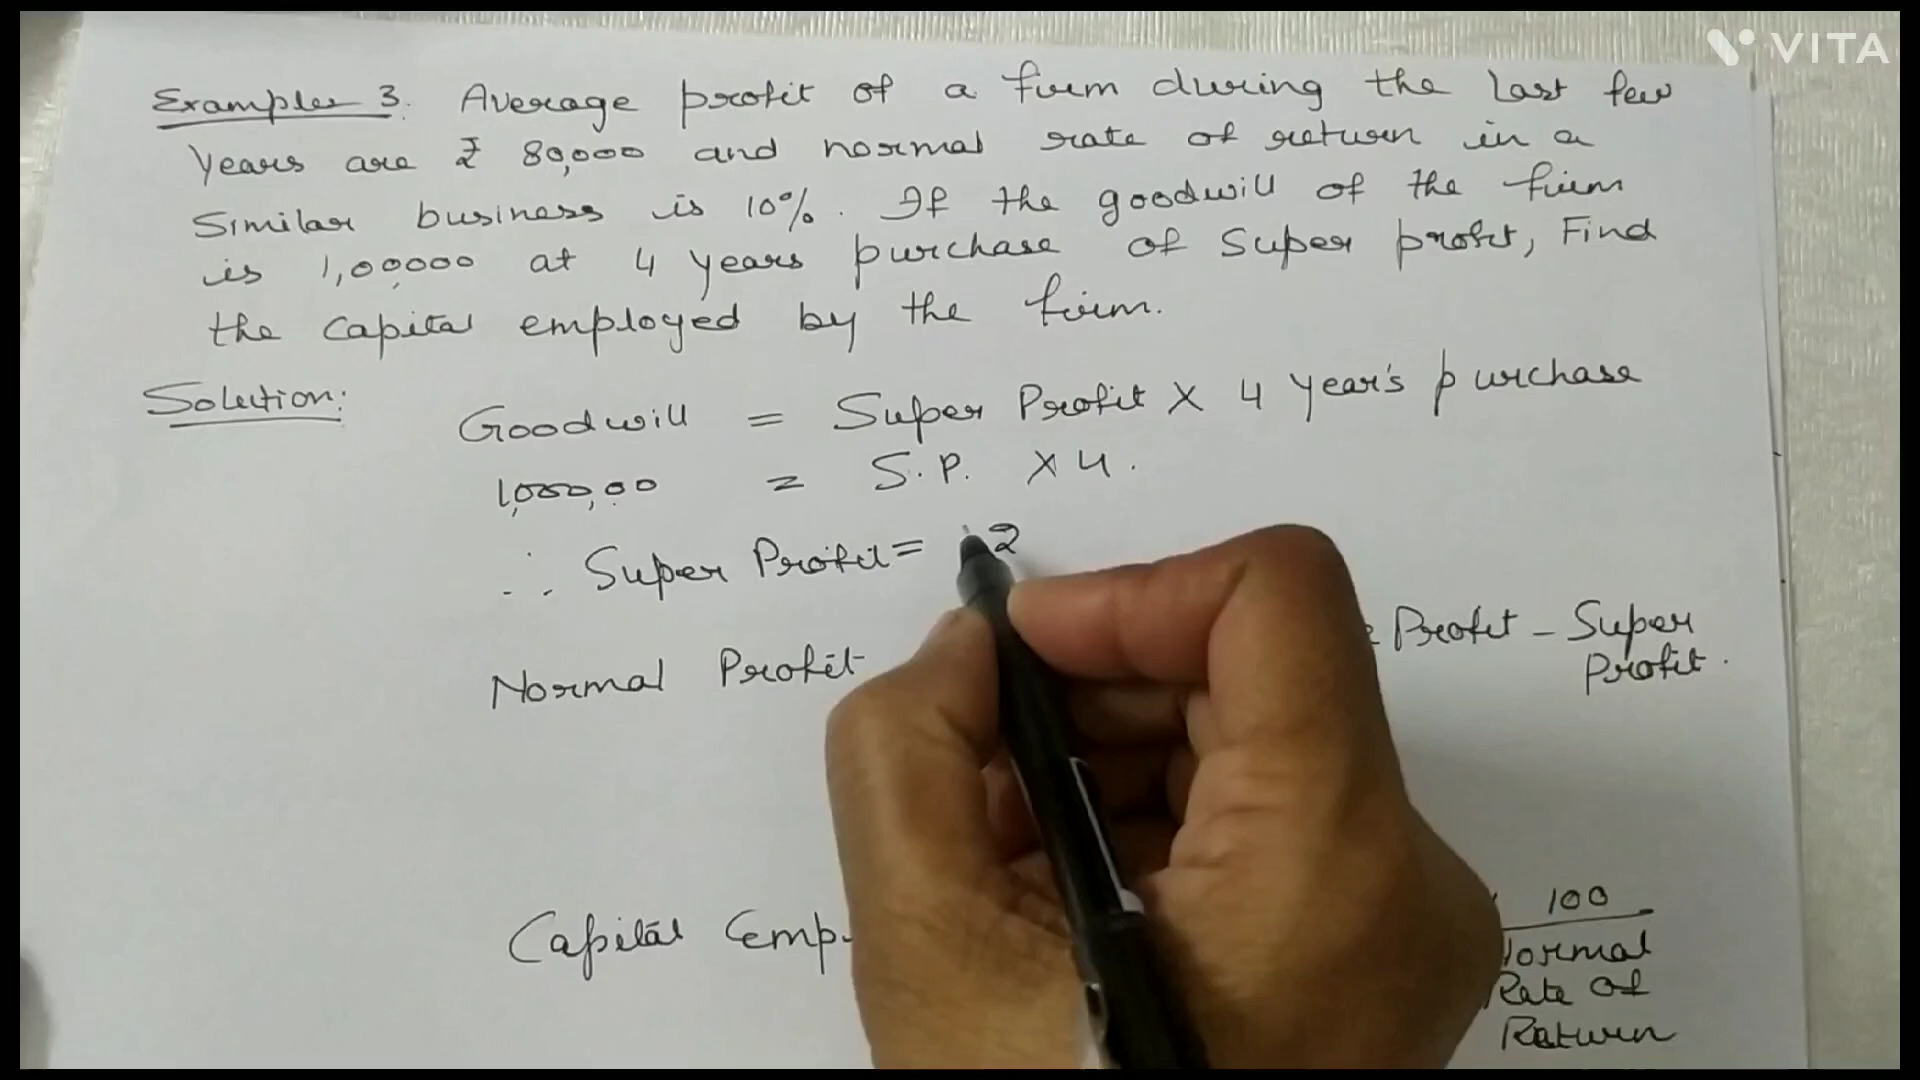 VITA
Example 3. Average profit of a firm during the last few
years are ₹ 80,000 and normal rate of return in a
Similar business is 10%. If the goodwill of the firm
is 1,00,000 at 4 years purchase of Super profit, Find
the capital employed by the firm.
Solution: Goodwill = Super Profit X 4 year's purchase
1,000,00 = S.P. X 4.
∴ Super Profit = 2
Normal Profit Profit - Super
Profit.
Capital Emp 100
Normal
Rate of
Return